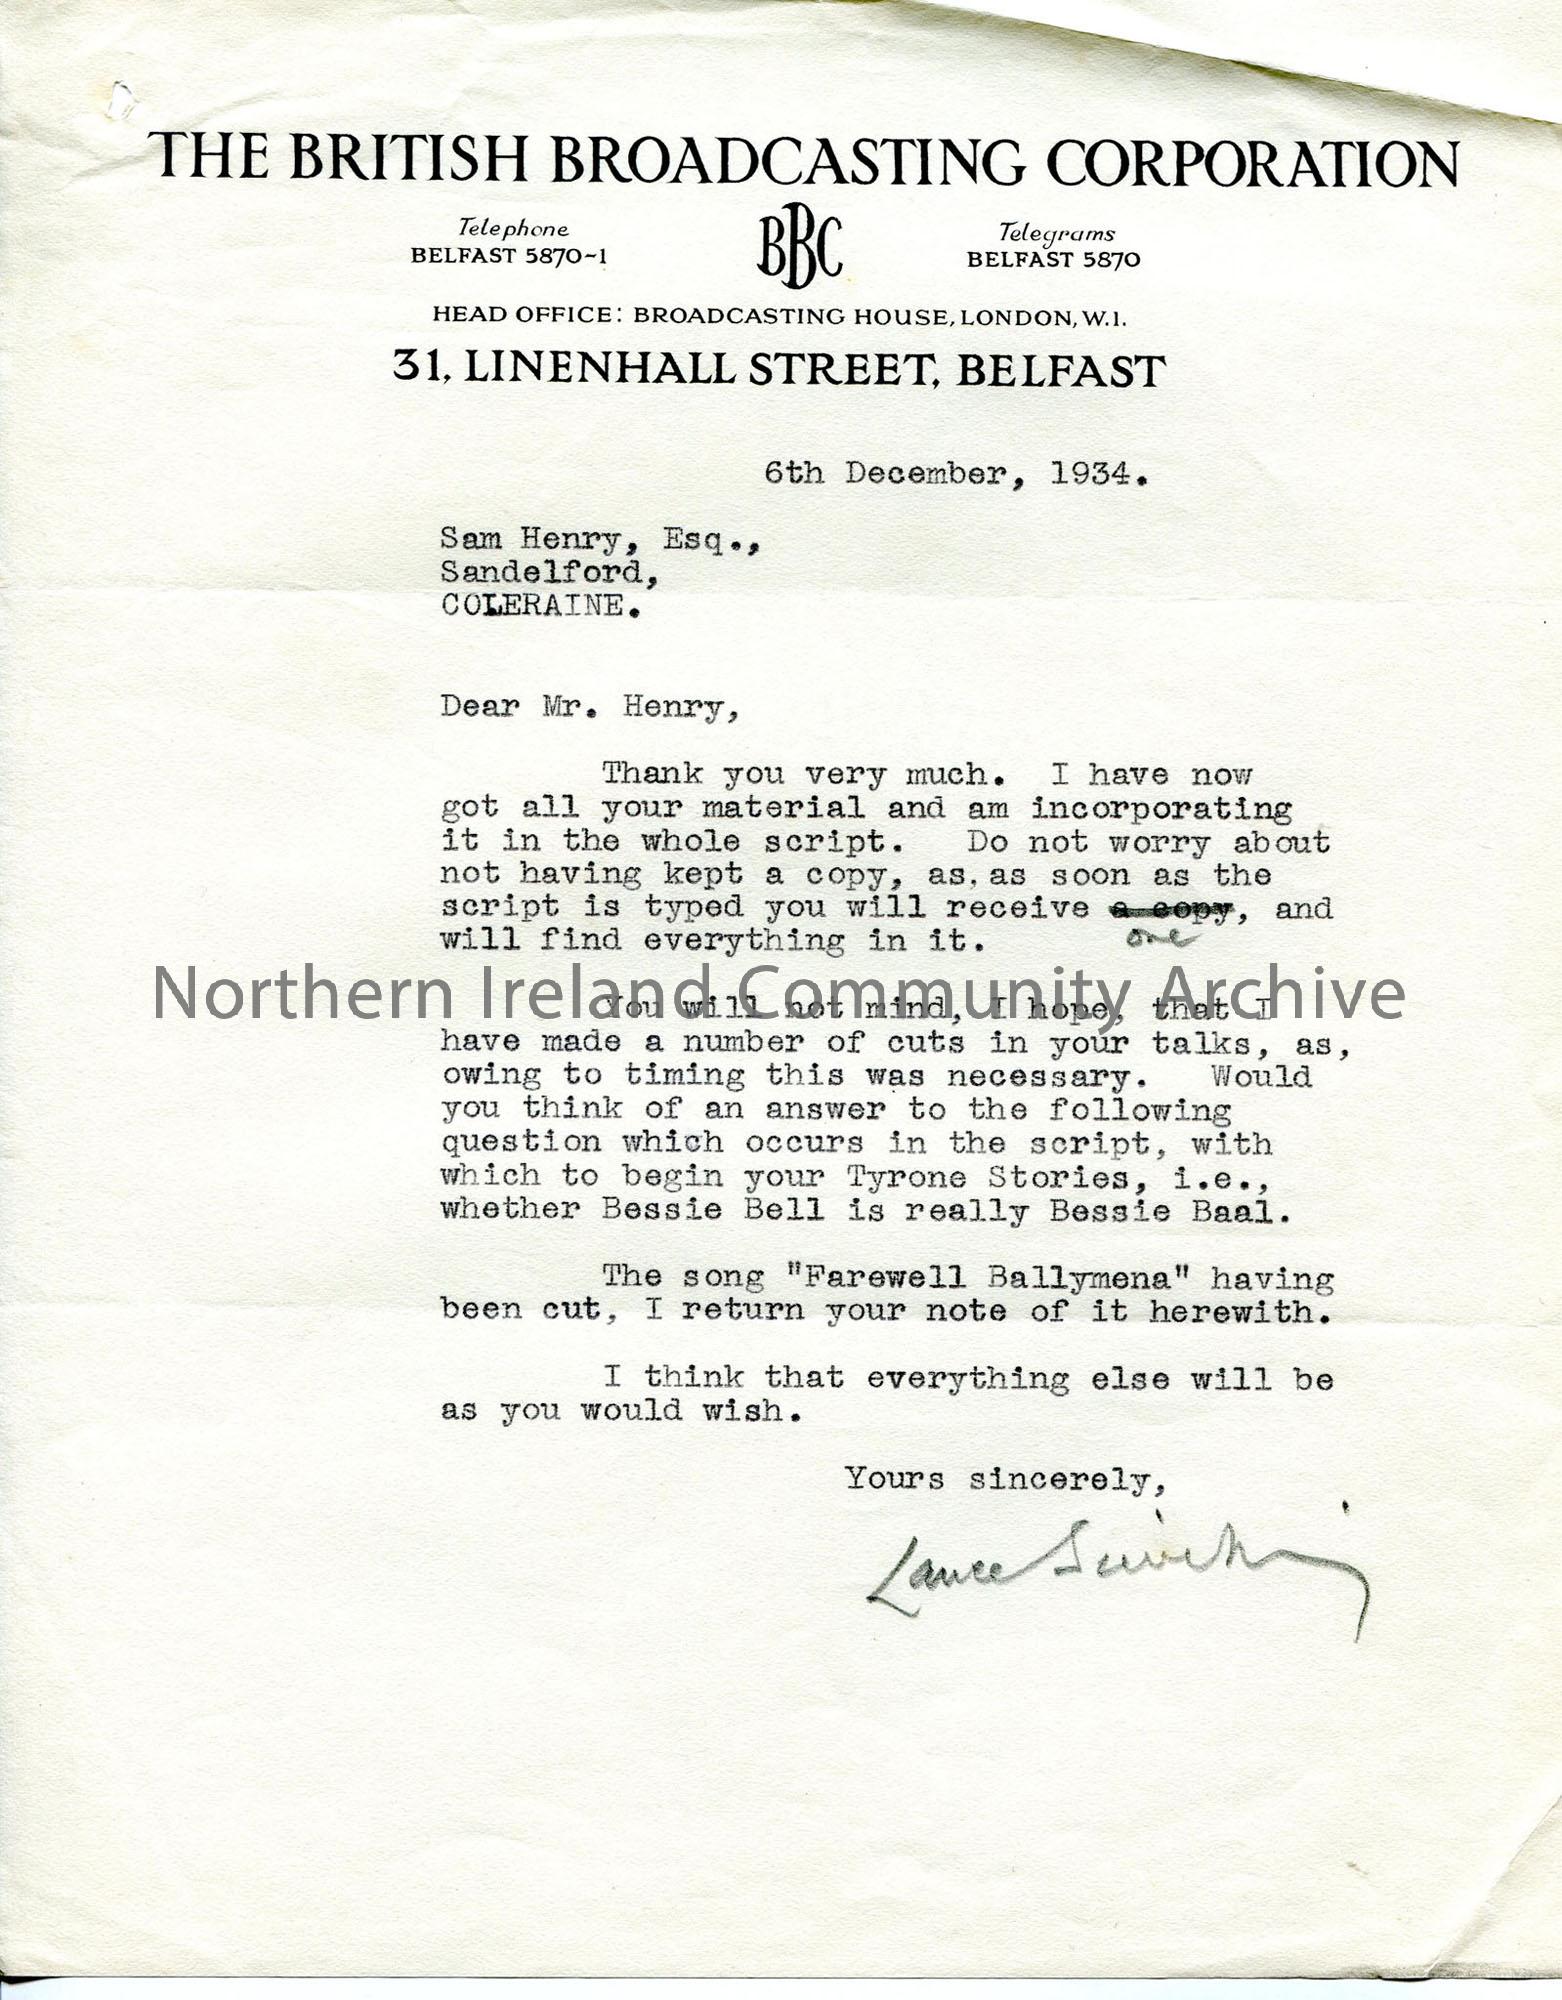 THE BRITISH BROADCASTING CORPORATION
Telephone
BELFAST 5870-1
BBC
Telegrams
BELFAST 5870
HEAD OFFICE: BROADCASTING HOUSE, LONDON, W.1.
31, LINENHALL STREET, BELFAST
6th December, 1934.
Sam Henry, Esq.,
Sandelford,
COLERAINE.
Dear Mr. Henry,
Thank you very much. I have now
got all your material and am incorporating
it in the whole script. Do not worry about
not having kept a copy, as, as soon as the
script is typed you will receive a copy, and
one
will find everything in it.
Northern Ireland Community Archive
You will not mind, I hope, that I
have made a number of cuts in your talks, as,
owing to timing this was necessary. Would
you think of an answer to the following
question which occurs in the script, with
which to begin your Tyrone Stories, i.e.,
whether Bessie Bell is really Bessie Baal.
The song "Farewell Ballymena" having
been cut, I return your note of it herewith.
I think that everything else will be
as you would wish.
Yours sincerely,
Lance